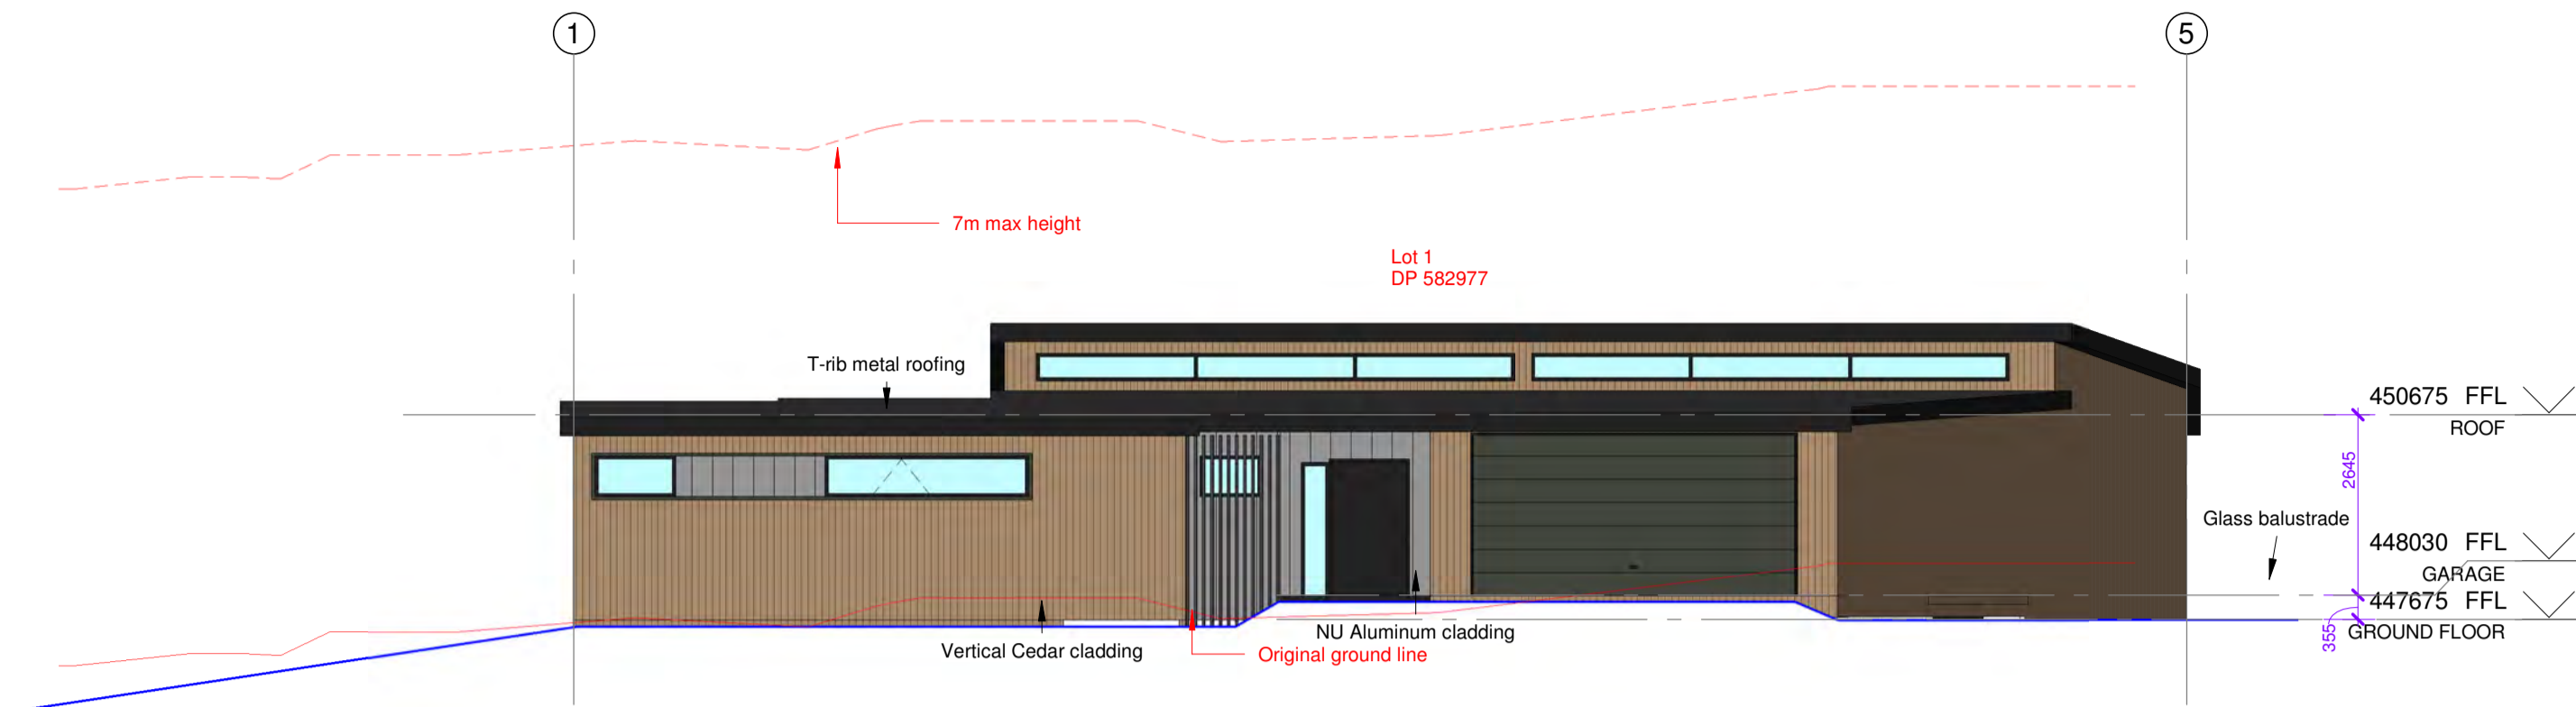 1
5
7m max height
Lot 1
DP 582977
T-rib metal roofing
450675 FFL
ROOF
2645
Glass balustrade
448030 FFL
GARAGE
447675 FFL
GROUND FLOOR
355
NU Aluminum cladding
Vertical Cedar cladding
Original ground line